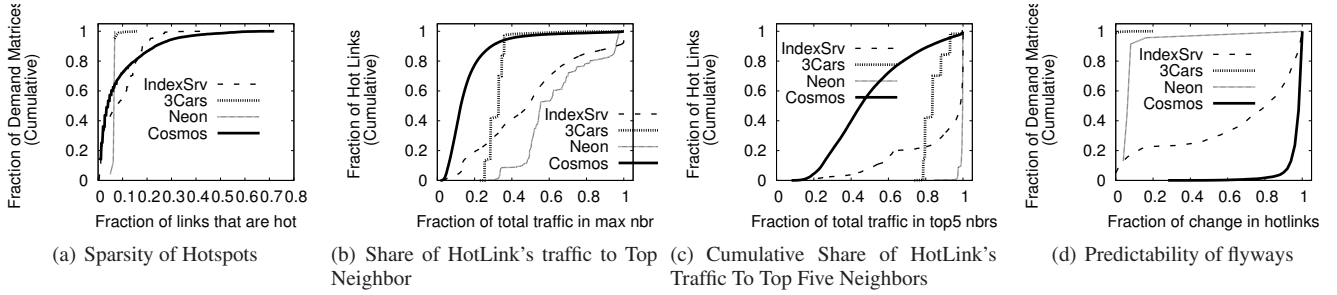 Fraction of Demand Matrices
(Cumulative)
1
0.8
0.6
0.4
0.2
0
0 0.1 0.2 0.3 0.4 0.5 0.6 0.7 0.8
Fraction of links that are hot
IndexSrv
3Cars
Neon
Cosmos
(a) Sparsity of Hotspots
Fraction of Hot Links
(Cumulative)
1
0.8
0.6
0.4
0.2
0
0 0.2 0.4 0.6 0.8 1
Fraction of total traffic in max nbr
IndexSrv
3Cars
Neon
Cosmos
(b) Share of HotLink's traffic to Top
Neighbor
Fraction of Hot Links
(Cumulative)
1
0.8
0.6
0.4
0.2
0
0 0.2 0.4 0.6 0.8 1
Fraction of total traffic in top5 nbrs
IndexSrv
3Cars
Neon
Cosmos
(c) Cumulative Share of HotLink's
Traffic To Top Five Neighbors
Fraction of Demand Matrices
(Cumulative)
1
0.8
0.6
0.4
0.2
0
0 0.2 0.4 0.6 0.8 1
Fraction of change in hotlinks
IndexSrv
3Cars
Neon
Cosmos
(d) Predictability of flyways